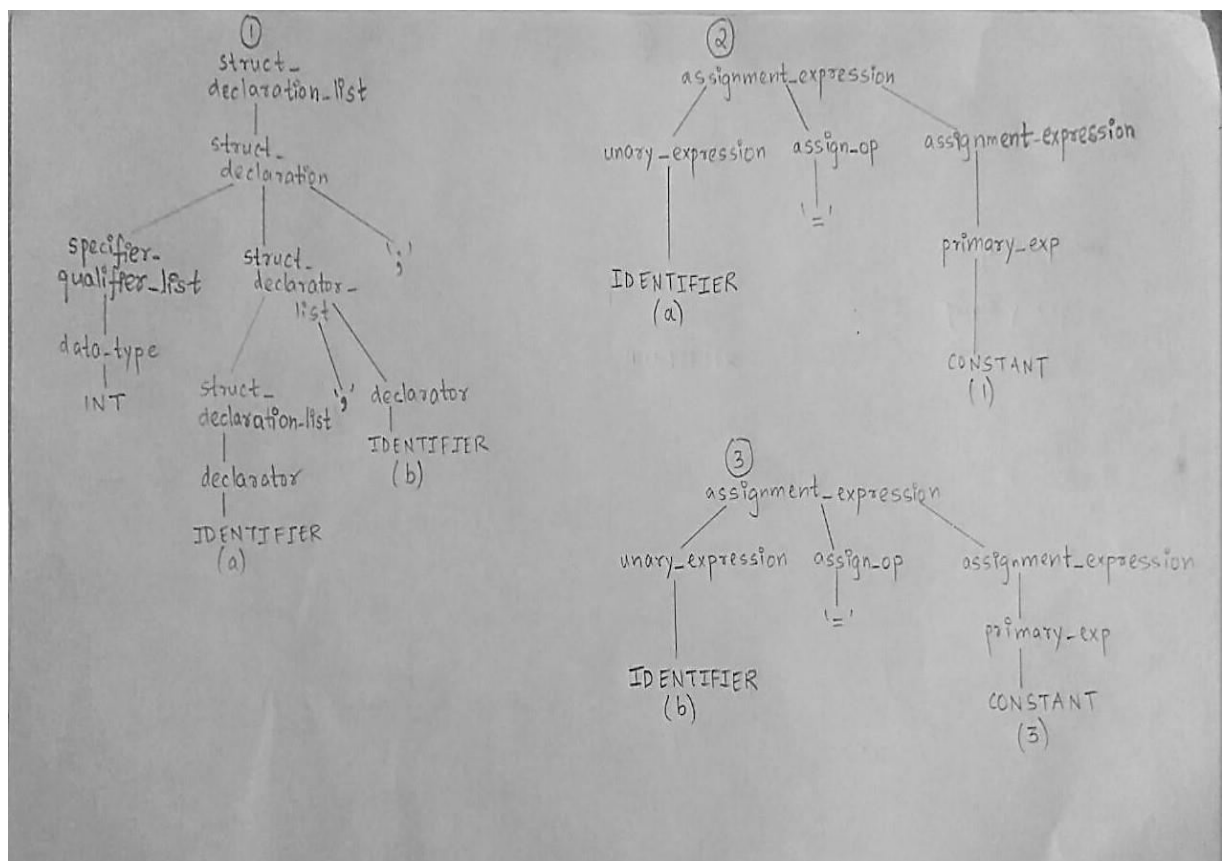 1
struct_
declaration_list
struct_
declaration
specifier_
qualifier_list
struct_
declarator_
list
';'
data_type
INT
struct_
declaration_list
','
declarator
IDENTIFIER
(b)
declarator
IDENTIFIER
(a)
2
assignment_expression
unary_expression assign_op assignment_expression
'='
primary_exp
IDENTIFIER
(a)
CONSTANT
(1)
3
assignment_expression
unary_expression assign_op assignment_expression
'='
primary_exp
IDENTIFIER
(b)
CONSTANT
(3)